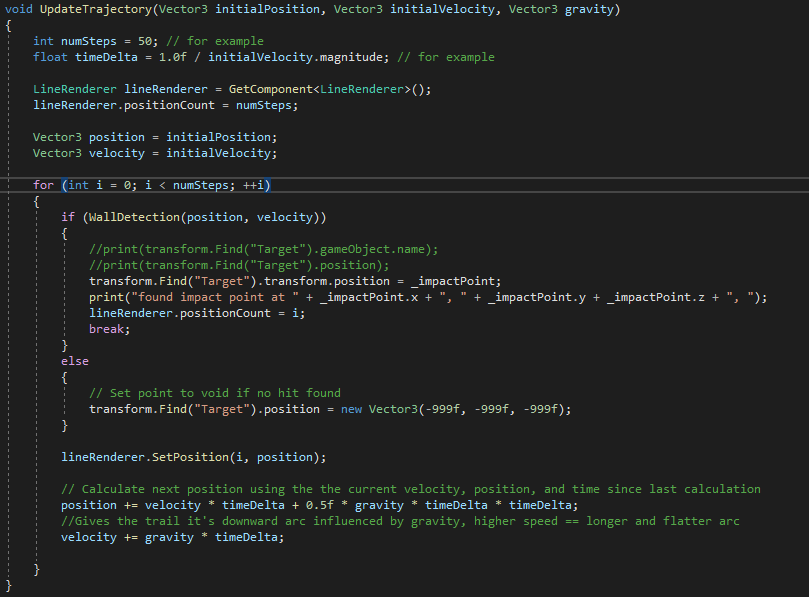 void UpdateTrajectory(Vector3 initialPosition, Vector3 initialVelocity, Vector3 gravity)
{
int numSteps = 50; // for example
float timeDelta = 1.0f / initialVelocity.magnitude; // for example
LineRenderer lineRenderer = GetComponent<LineRenderer>();
lineRenderer.positionCount = numSteps;
Vector3 position = initialPosition;
Vector3 velocity = initialVelocity;
for (int i = 0; i < numSteps; ++i)
{
if (WallDetection(position, velocity))
{
//print(transform.Find("Target").gameObject.name);
//print(transform.Find("Target").position);
transform.Find("Target").transform.position = _impactPoint;
print("found impact point at " + _impactPoint.x + ", " + _impactPoint.y + _impactPoint.z + ", ");
lineRenderer.positionCount = i;
break;
}
else
{
// Set point to void if no hit found
transform.Find("Target").position = new Vector3(-999f, -999f, -999f);
}
lineRenderer.SetPosition(i, position);
// Calculate next position using the the current velocity, position, and time since last calculation
position += velocity * timeDelta + 0.5f * gravity * timeDelta * timeDelta;
//Gives the trail it's downward arc influenced by gravity, higher speed == longer and flatter arc
velocity += gravity * timeDelta;
}
}